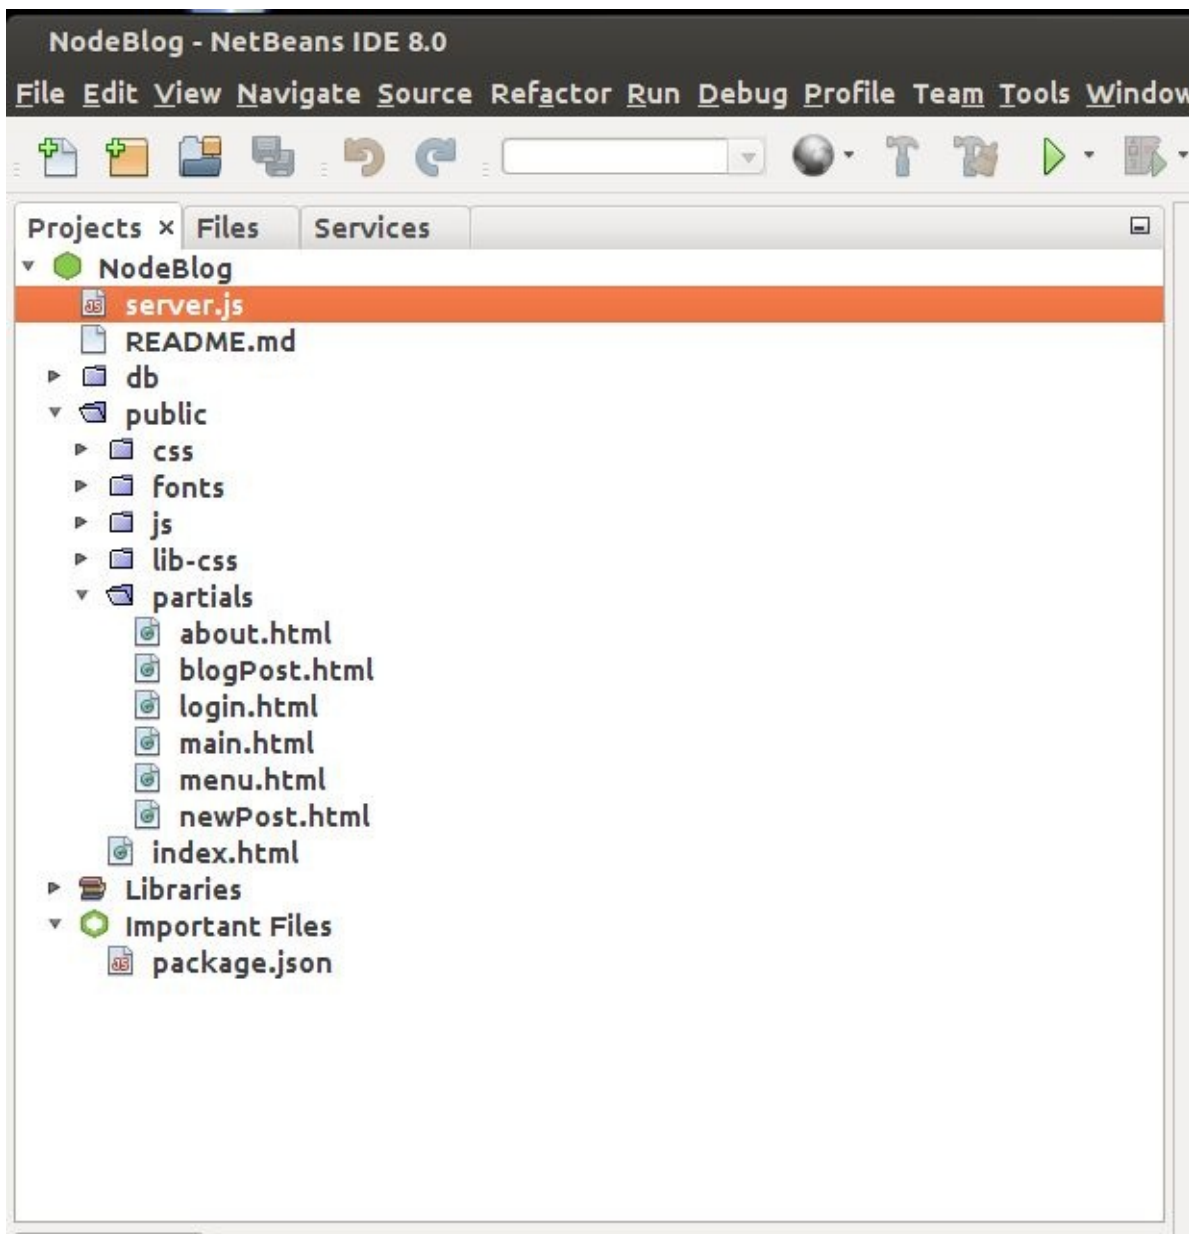 NodeBlog - NetBeans IDE 8.0
File Edit View Navigate Source Refactor Run Debug Profile Team Tools Window
Projects × Files Services
NodeBlog
server.js
README.md
db
public
css
fonts
js
lib-css
partials
about.html
blogPost.html
login.html
main.html
menu.html
newPost.html
index.html
Libraries
Important Files
package.json